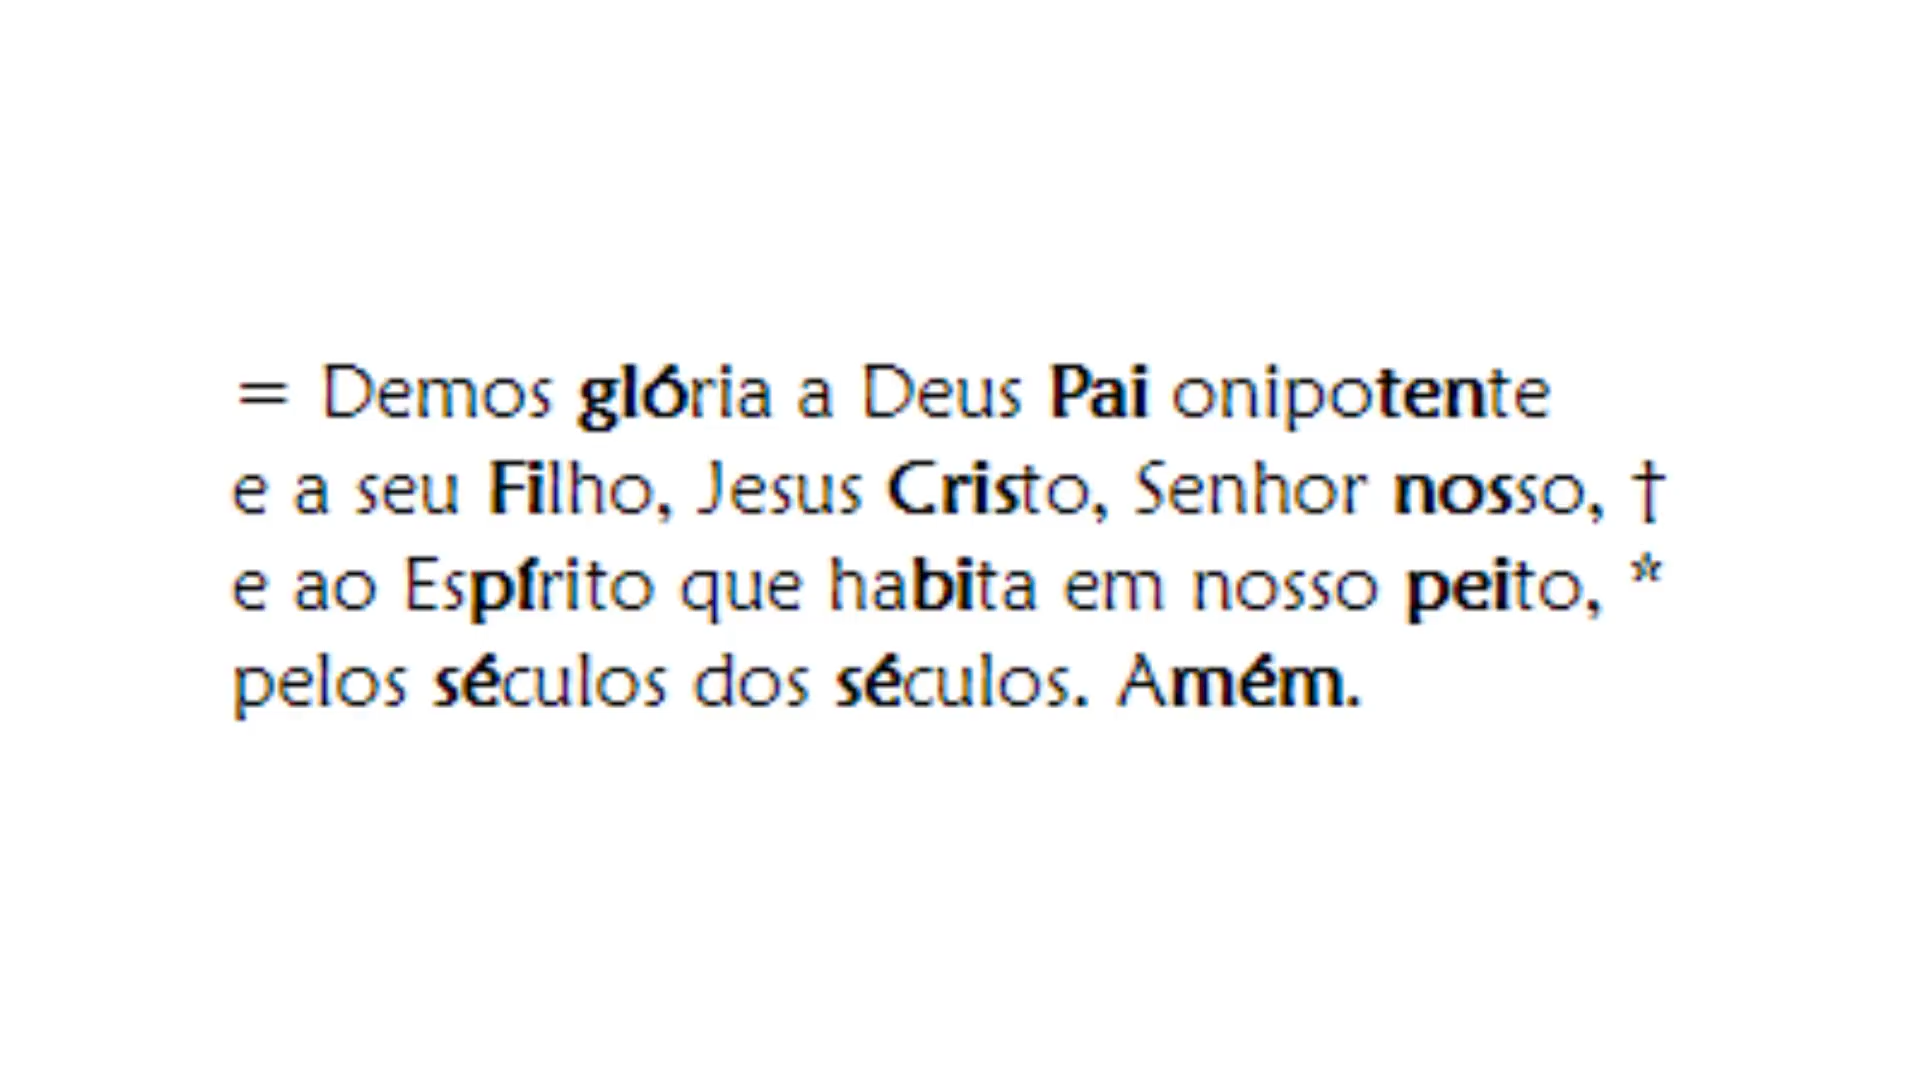 = Demos glória a Deus Pai onipotente
e a seu Filho, Jesus Cristo, Senhor nosso, †
e ao Espírito que habita em nosso peito, *
pelos séculos dos séculos. Amém.